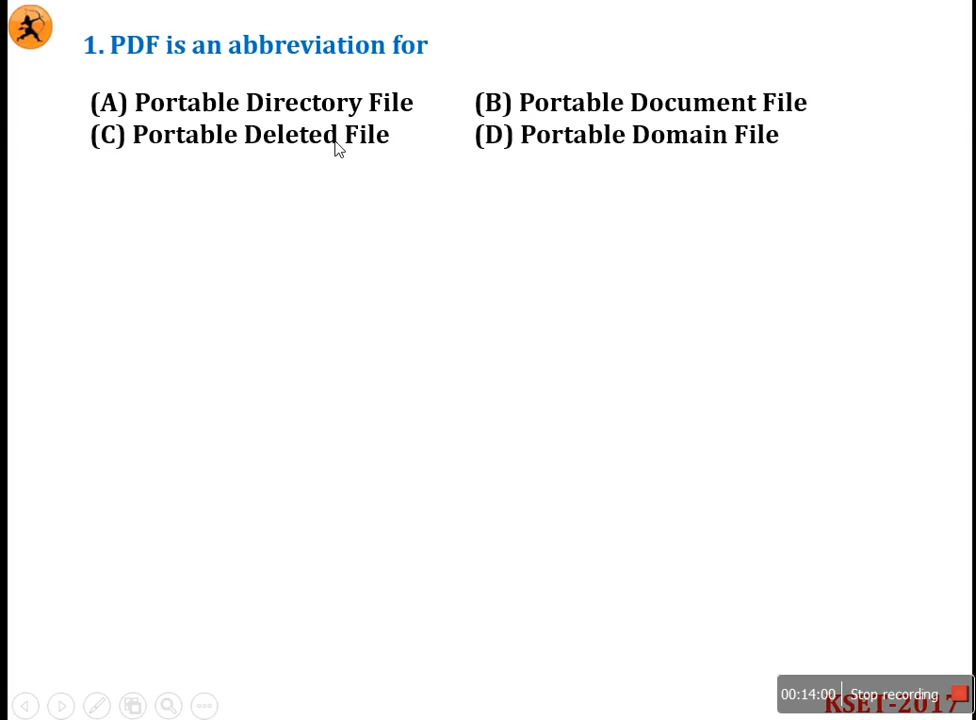 1. PDF is an abbreviation for
(A) Portable Directory File (B) Portable Document File
(C) Portable Deleted File (D) Portable Domain File
00:14:00 Stop recording
KSET-2017